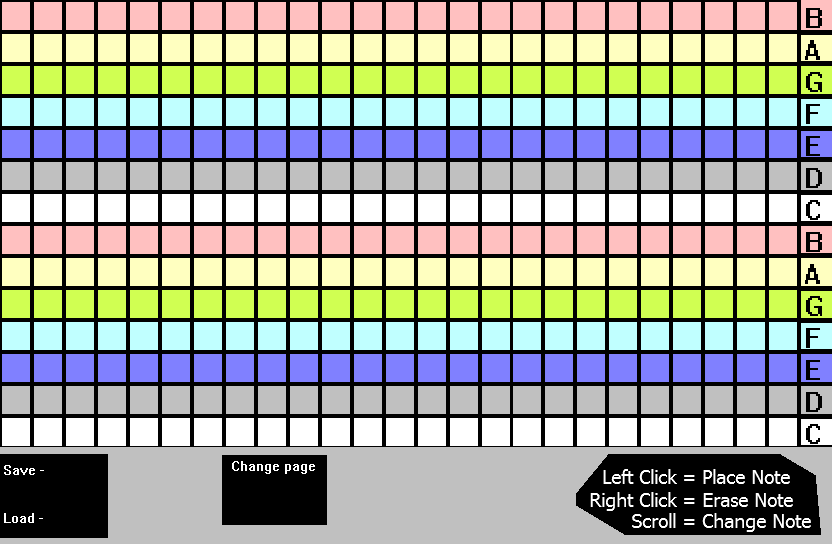 B
A
G
F
E
D
C
B
A
G
F
E
D
C
Save -
Load -
Change page
Left Click = Place Note
Right Click = Erase Note
Scroll = Change Note